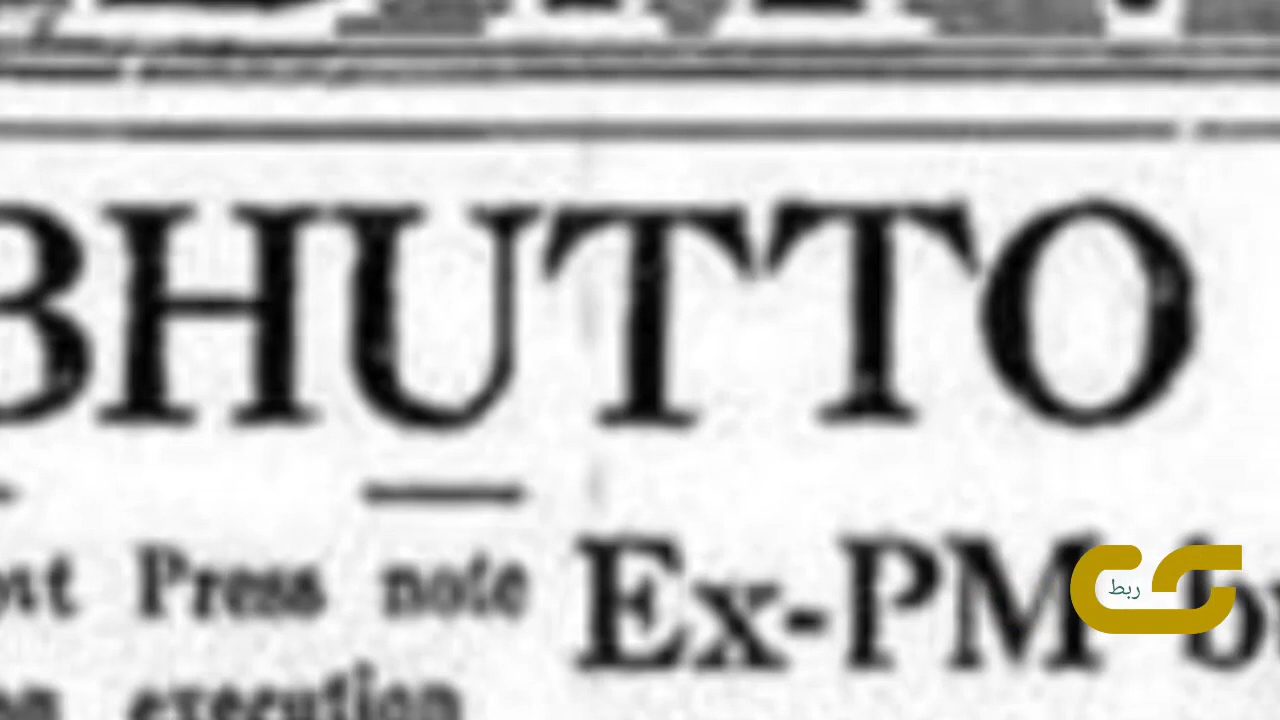 BHUTTO
Press note
Ex-PM
execution
ربط